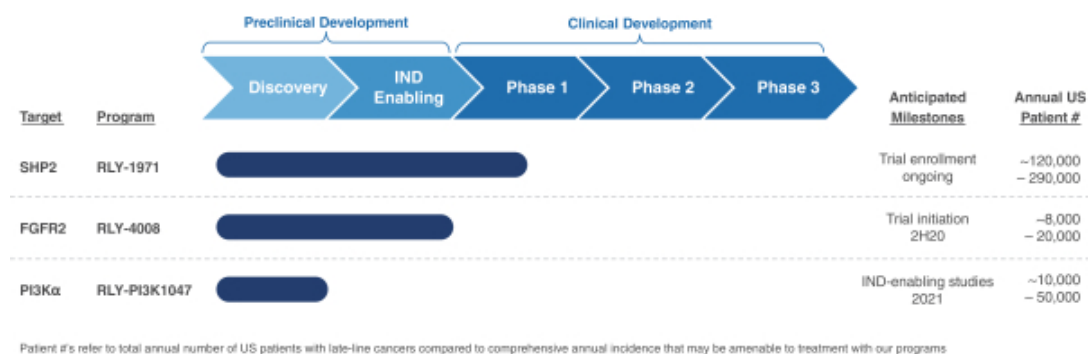 Preclinical Development
Clinical Development
Discovery
IND
Enabling
Phase 1
Phase 2
Phase 3
Target
Program
Anticipated
Milestones
Annual US
Patient #
SHP2
RLY-1971
Trial enrollment
ongoing
~120,000
– 290,000
FGFR2
RLY-4008
Trial initiation
2H20
~8,000
– 20,000
PI3Kα
RLY-PI3K1047
IND-enabling studies
2021
~10,000
– 50,000
Patient #'s refer to total annual number of US patients with late-line cancers compared to comprehensive annual incidence that may be amenable to treatment with our programs